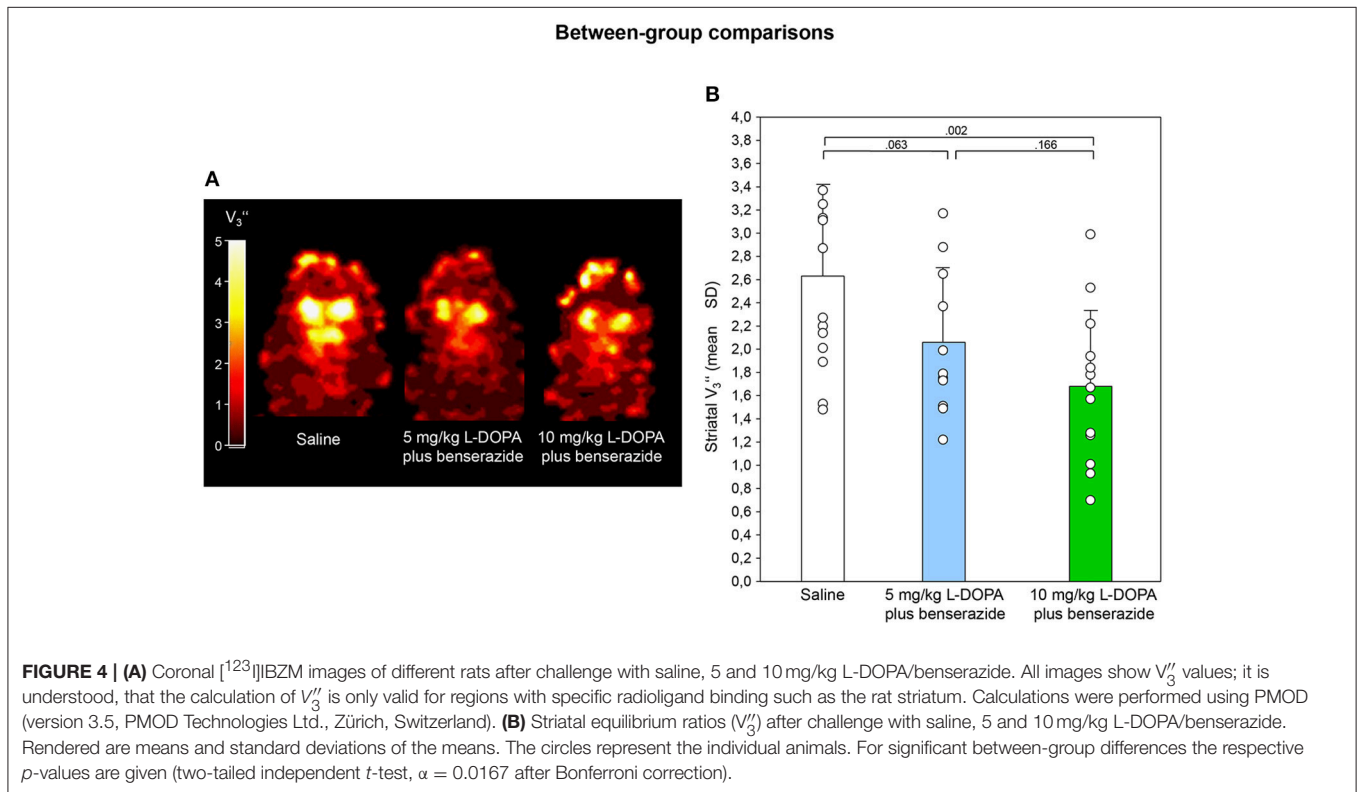 Between-group comparisons
A
V₃“
5
4
3
2
1
0
Saline
5 mg/kg L-DOPA
plus benserazide
10 mg/kg L-DOPA
plus benserazide
B
Striatal V₃“ (mean SD)
4,0
3,8
3,6
3,4
3,2
3,0
2,8
2,6
2,4
2,2
2,0
1,8
1,6
1,4
1,2
1,0
0,8
0,6
0,4
0,2
0,0
.002
.063
.166
Saline
5 mg/kg L-DOPA
plus benserazide
10 mg/kg L-DOPA
plus benserazide
FIGURE 4 | (A) Coronal [¹²³I]IBZM images of different rats after challenge with saline, 5 and 10 mg/kg L-DOPA/benserazide. All images show V₃″ values; it is
understood, that the calculation of V₃″ is only valid for regions with specific radioligand binding such as the rat striatum. Calculations were performed using PMOD
(version 3.5, PMOD Technologies Ltd., Zürich, Switzerland). (B) Striatal equilibrium ratios (V₃″) after challenge with saline, 5 and 10 mg/kg L-DOPA/benserazide.
Rendered are means and standard deviations of the means. The circles represent the individual animals. For significant between-group differences the respective
p-values are given (two-tailed independent t-test, α = 0.0167 after Bonferroni correction).